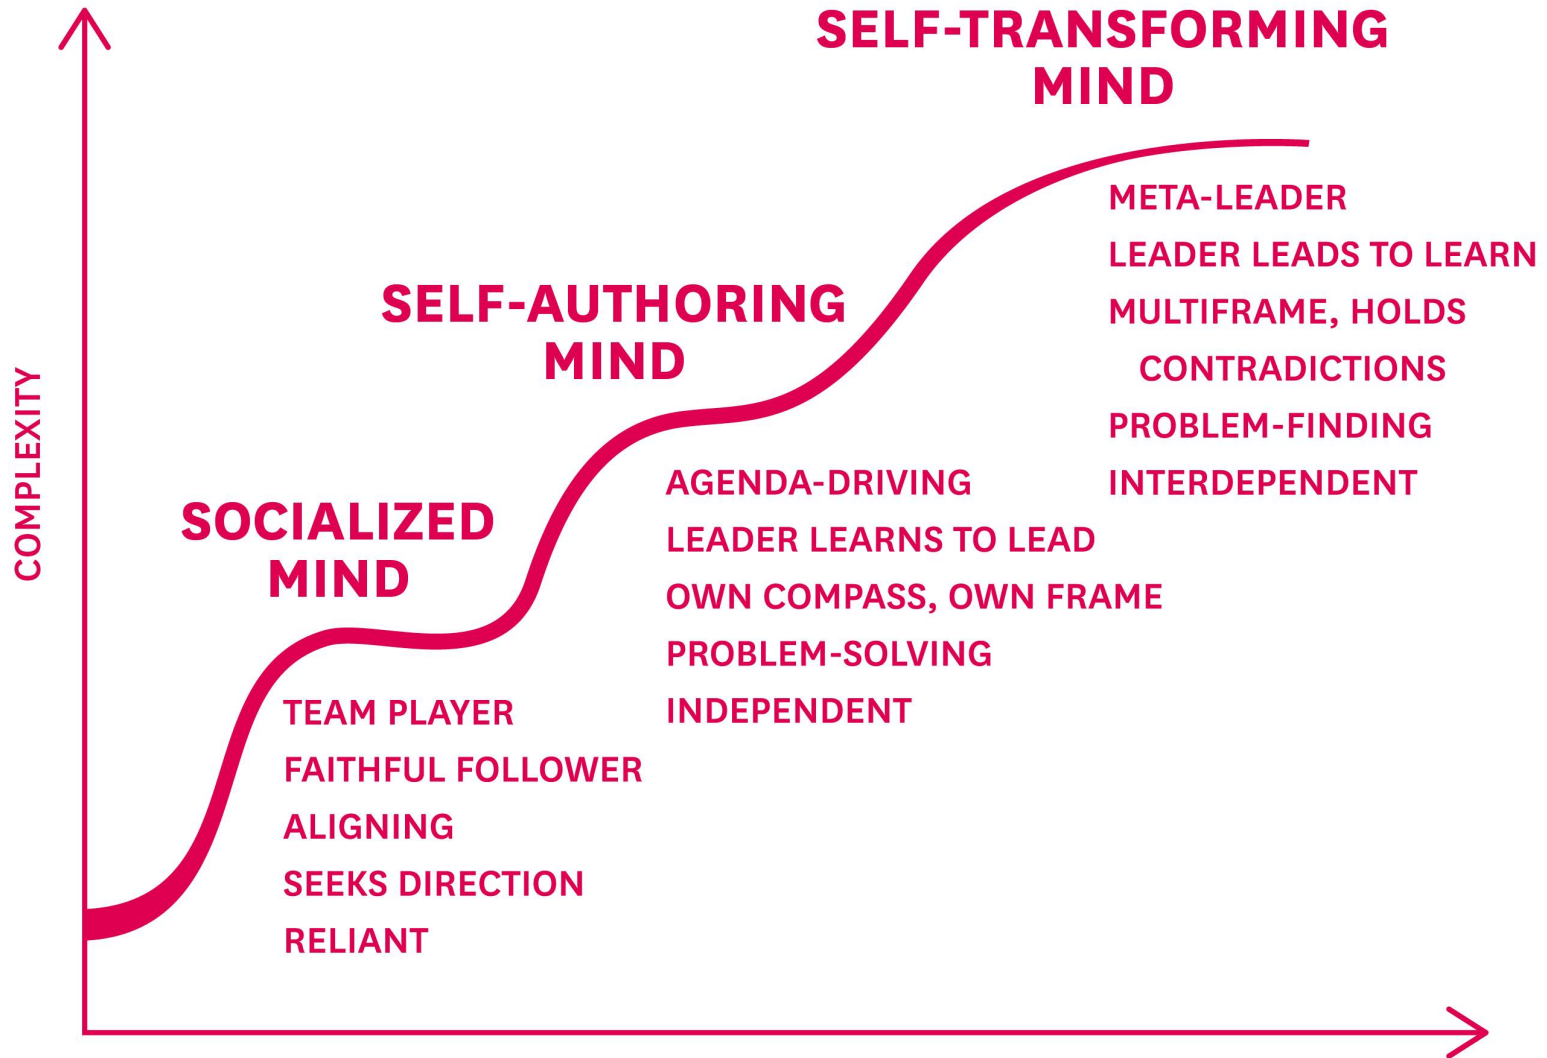 SELF-TRANSFORMING
MIND
META-LEADER
LEADER LEADS TO LEARN
MULTIFRAME, HOLDS
CONTRADICTIONS
PROBLEM-FINDING
INTERDEPENDENT
SELF-AUTHORING
MIND
AGENDA-DRIVING
LEADER LEARNS TO LEAD
OWN COMPASS, OWN FRAME
PROBLEM-SOLVING
INDEPENDENT
SOCIALIZED
MIND
TEAM PLAYER
FAITHFUL FOLLOWER
ALIGNING
SEEKS DIRECTION
RELIANT
COMPLEXITY